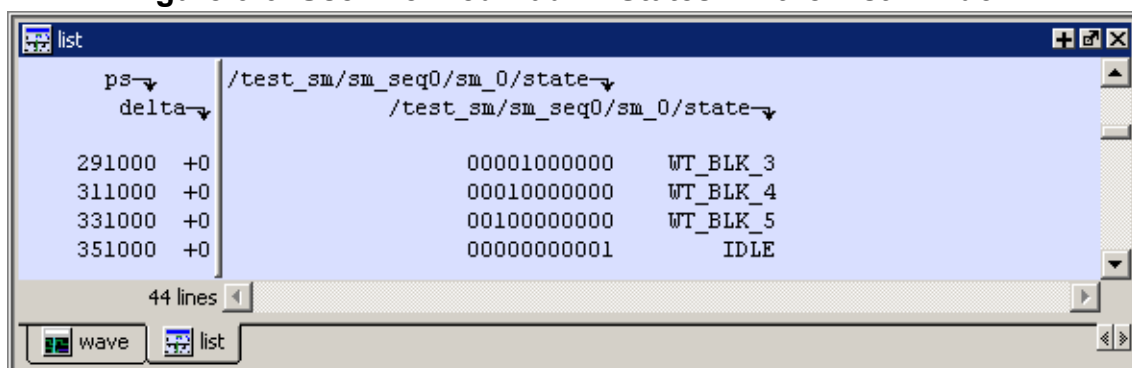 list
ps /test_sm/sm_seq0/sm_0/state
delta /test_sm/sm_seq0/sm_0/state
291000 +0 00001000000 WT_BLK_3
311000 +0 00010000000 WT_BLK_4
331000 +0 00100000000 WT_BLK_5
351000 +0 00000000001 IDLE
44 lines
wave list